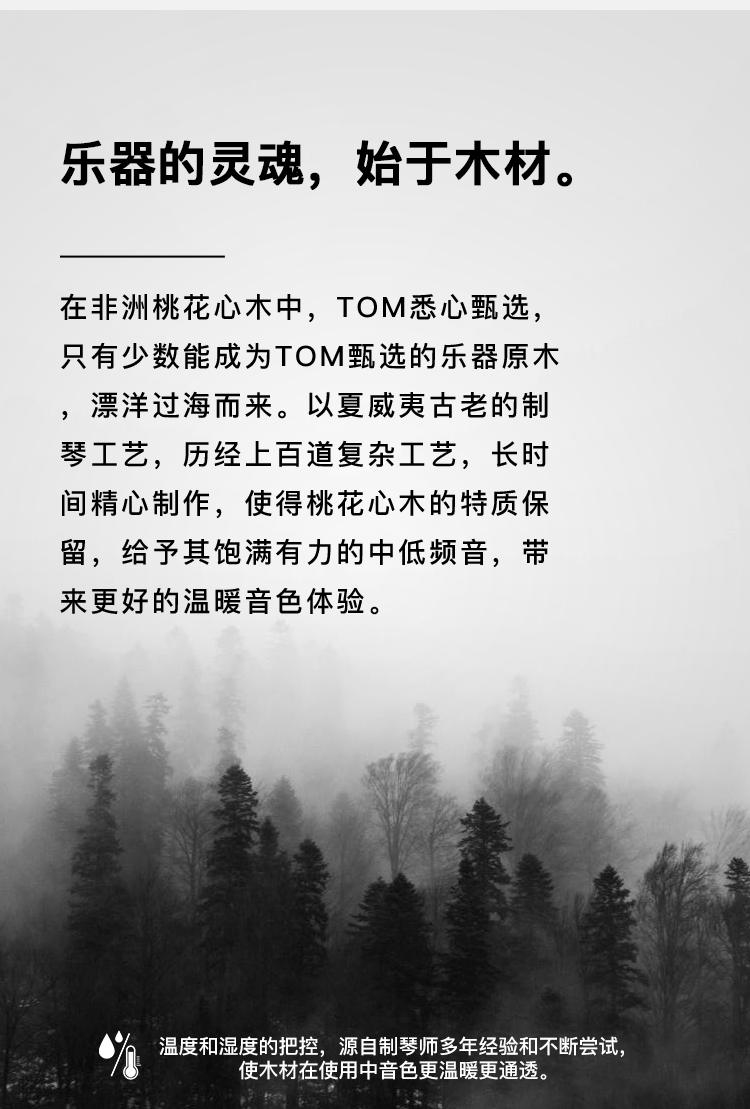 乐器的灵魂，始于木材。
在非洲桃花心木中，TOM悉心甄选，
只有少数能成为TOM甄选的乐器原木
，漂洋过海而来。以夏威夷古老的制
琴工艺，历经上百道复杂工艺，长时
间精心制作，使得桃花心木的特质保
留，给予其饱满有力的中低频音，带
来更好的温暖音色体验。
温度和湿度的把控，源自制琴师多年经验和不断尝试，
使木材在使用中音色更温暖更通透。